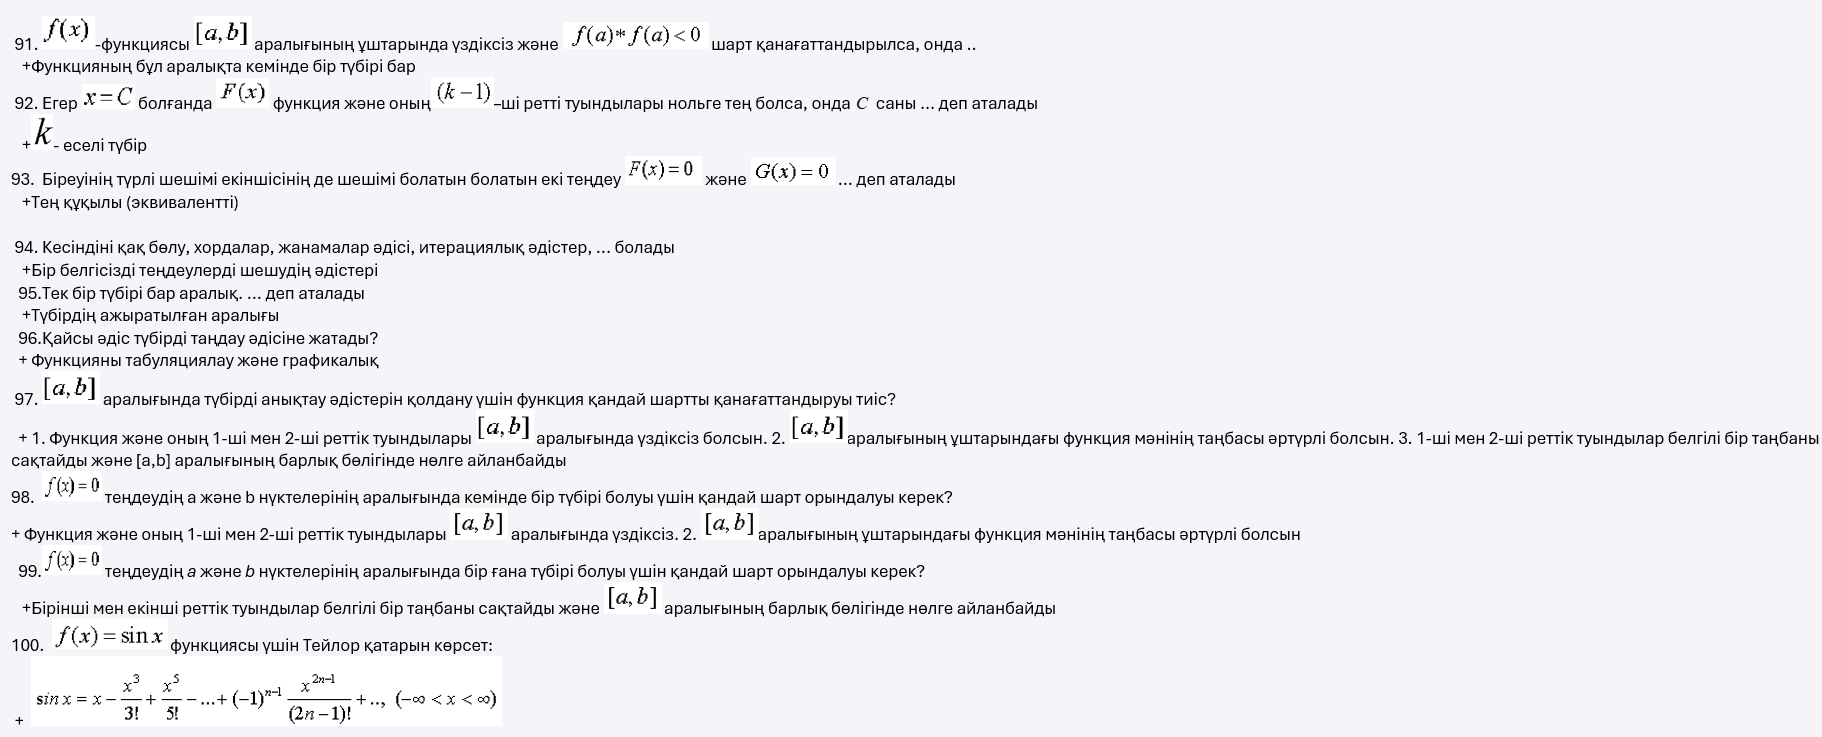 91. f(x) -функциясы [a,b] аралығының ұштарында үздіксіз және f(a)*f(a)<0 шарт қанағаттандырылса, онда ..
+Функцияның бұл аралықта кемінде бір түбірі бар
92. Егер x=C болғанда F(x) функция және оның (k−1)–ші ретті туындылары нольге тең болса, онда C саны ... деп аталады
+k- еселі түбір
93. Біреуінің түрлі шешімі екіншісінің де шешімі болатын болатын екі теңдеу F(x)=0 және G(x)=0 ... деп аталады
+Тең құқылы (эквивалентті)
94. Кесіндіні қақ бөлу, хордалар, жанамалар әдісі, итерациялық әдістер, ... болады
+Бір белгісізді теңдеулерді шешудің әдістері
95.Тек бір түбірі бар аралық. ... деп аталады
+Түбірдің ажыратылған аралығы
96.Қайсы әдіс түбірді таңдау әдісіне жатады?
+ Функцияны табуляциялау және графикалық
97. [a,b] аралығында түбірді анықтау әдістерін қолдану үшін функция қандай шартты қанағаттандыруы тиіс?
+ 1. Функция және оның 1-ші мен 2-ші реттік туындылары [a,b] аралығында үздіксіз болсын. 2. [a,b]аралығының ұштарындағы функция мәнінің таңбасы әртүрлі болсын. 3. 1-ші мен 2-ші реттік туындылар белгілі бір таңбаны
сақтайды және [a,b] аралығының барлық бөлігінде нөлге айланбайды
98. f(x)=0 теңдеудің a және b нүктелерінің аралығында кемінде бір түбірі болуы үшін қандай шарт орындалуы керек?
+ Функция және оның 1-ші мен 2-ші реттік туындылары [a,b] аралығында үздіксіз. 2. [a,b]аралығының ұштарындағы функция мәнінің таңбасы әртүрлі болсын
99. f(x)=0 теңдеудің a және b нүктелерінің аралығында бір ғана түбірі болуы үшін қандай шарт орындалуы керек?
+Бірінші мен екінші реттік туындылар белгілі бір таңбаны сақтайды және [a,b] аралығының барлық бөлігінде нөлге айланбайды
100. f(x)=sin x функциясы үшін Тейлор қатарын көрсет:
+ sin x = x − x^3/3! + x^5/5! − ...+ (−1)^(n−1) x^(2n−1)/(2n−1)! + .., (−∞ < x < ∞)